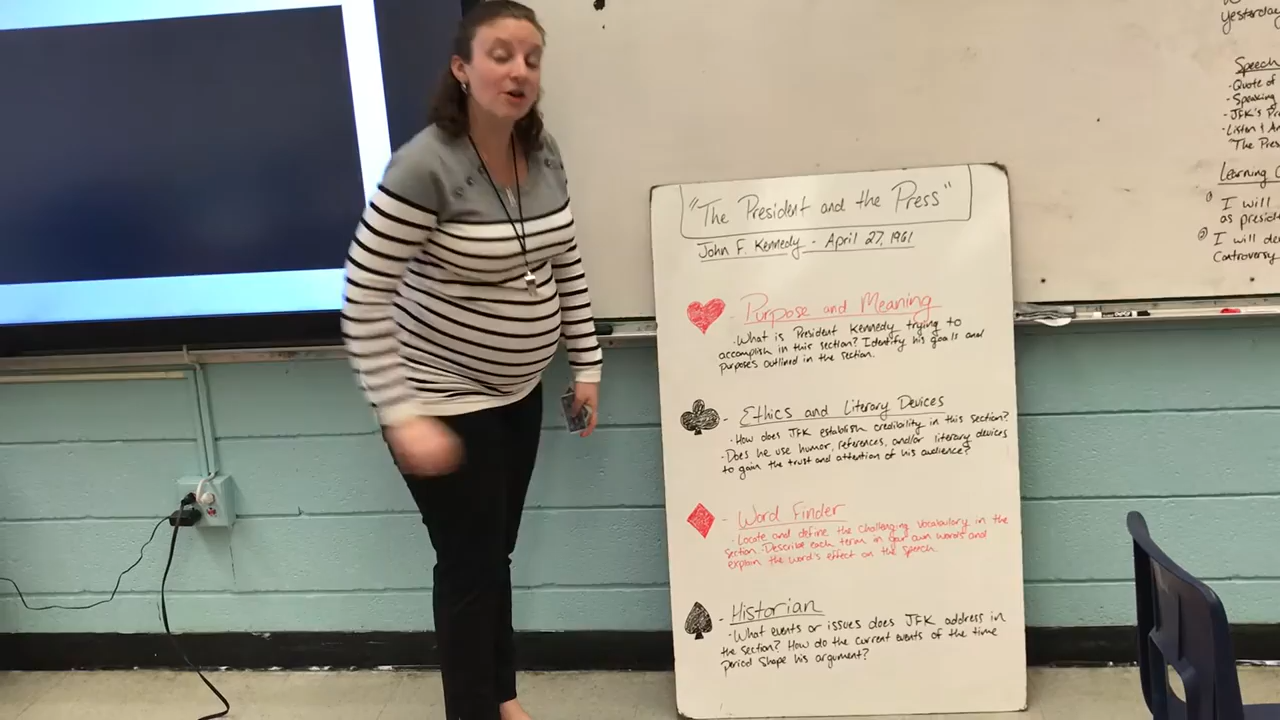 "The President and the Press"
John F. Kennedy - April 27, 1961
- Purpose and Meaning
· What is President Kennedy trying to
accomplish in this section? Identify his goals and
purposes outlined in the section.
- Ethics and Literary Devices
· How does JFK establish credibility in this section?
· Does he use humor, references, and/or literary devices
to gain the trust and attention of his audience?
- Word Finder
· Locate and define the challenging vocabulary in the
section. Describe each term in your own words and
explain the word's effect on the speech.
- Historian
· What events or issues does JFK address in
the section? How do the current events of the time
period shape his argument?
Yesterday
Speech
· Quote of
· Speaking
· JFK's
· Listen &
"The
Learning
① I will
as
② I will
Controversy